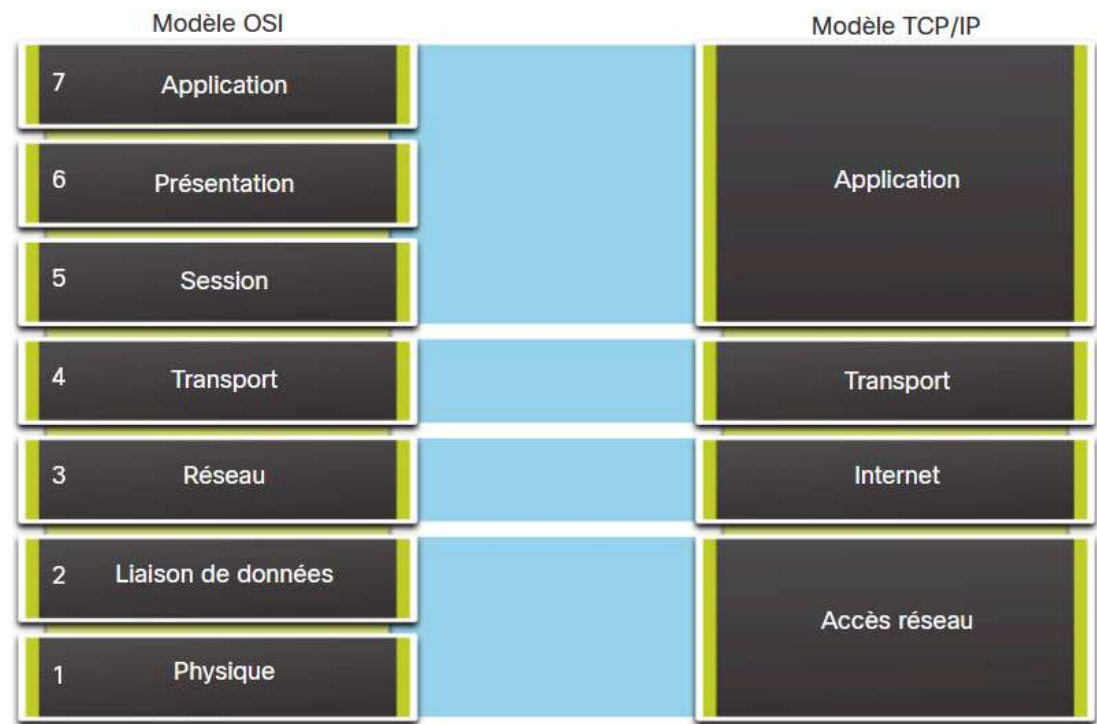 Modèle OSI
Modèle TCP/IP
7 Application
6 Présentation
5 Session
4 Transport
3 Réseau
2 Liaison de données
1 Physique
Application
Transport
Internet
Accès réseau